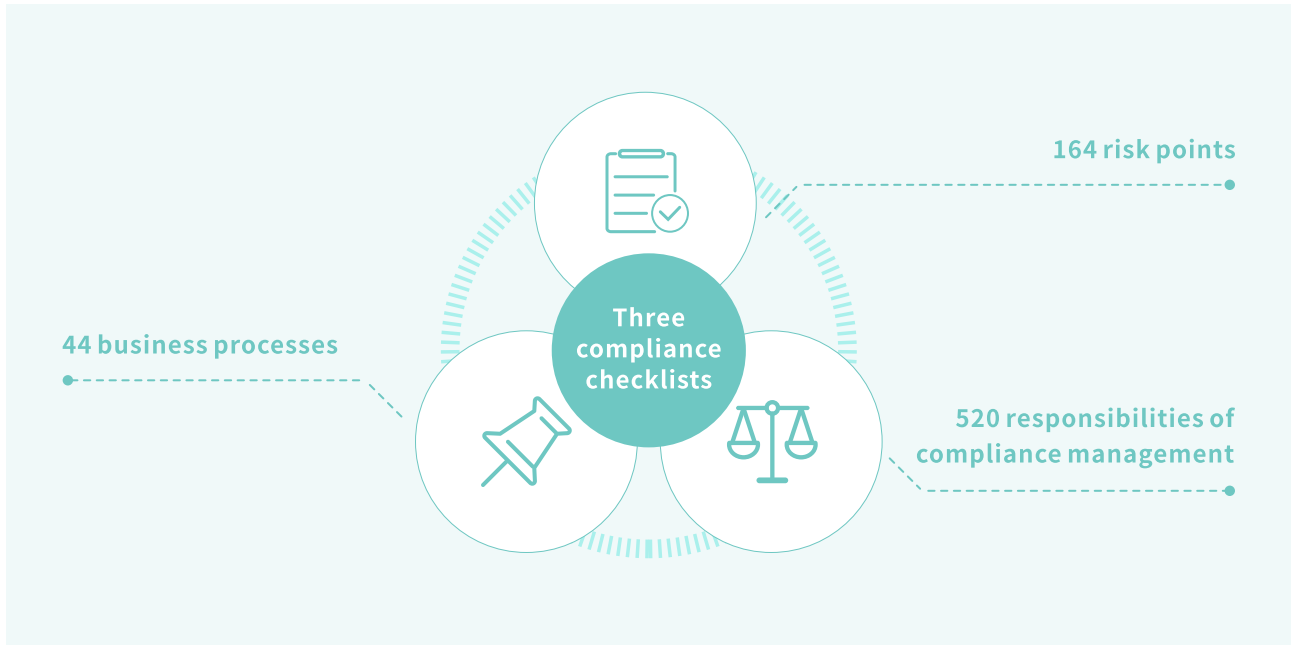 164 risk points
Three
compliance
checklists
44 business processes
520 responsibilities of
compliance management